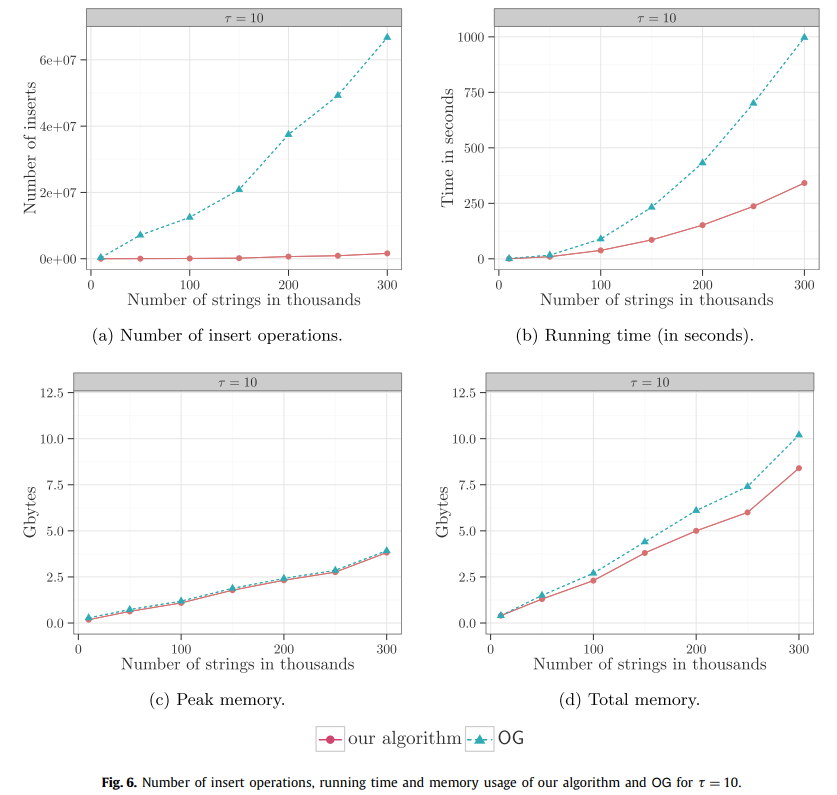 τ = 10
6e+07
4e+07
2e+07
0e+00
Number of inserts
0 100 200 300
Number of strings in thousands
(a) Number of insert operations.
τ = 10
1000
750
500
250
0
Time in seconds
0 100 200 300
Number of strings in thousands
(b) Running time (in seconds).
τ = 10
12.5
10.0
7.5
5.0
2.5
0.0
Gbytes
0 100 200 300
Number of strings in thousands
(c) Peak memory.
τ = 10
12.5
10.0
7.5
5.0
2.5
0.0
Gbytes
0 100 200 300
Number of strings in thousands
(d) Total memory.
our algorithm OG
Fig. 6. Number of insert operations, running time and memory usage of our algorithm and OG for τ = 10.